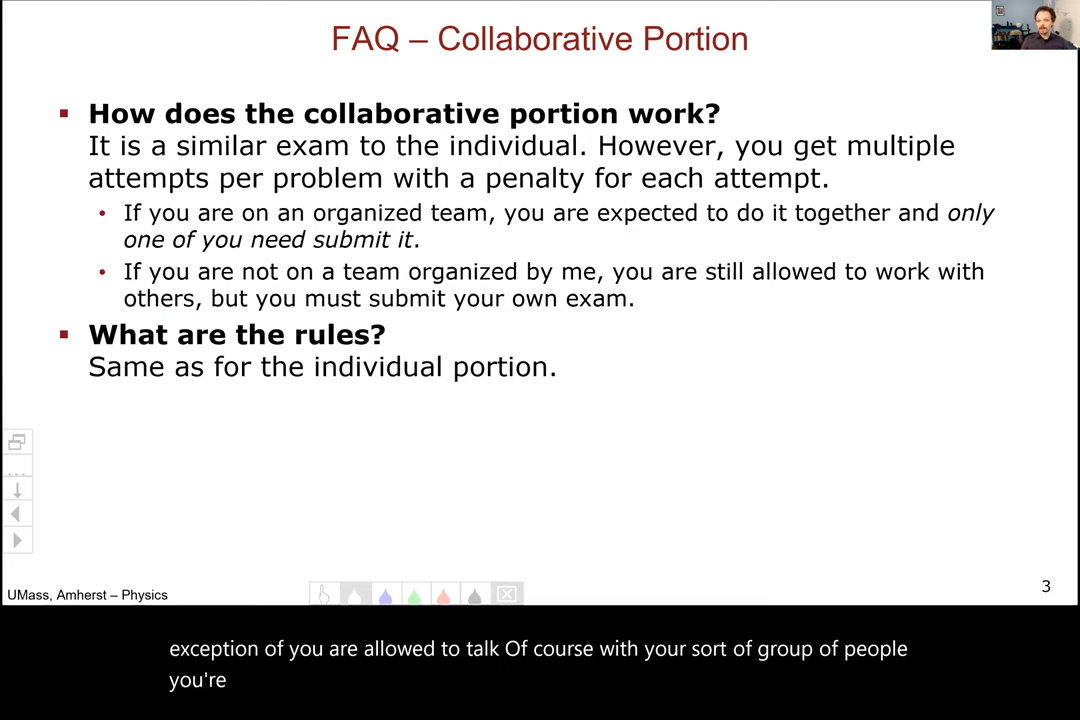 FAQ – Collaborative Portion
▪ How does the collaborative portion work?
It is a similar exam to the individual. However, you get multiple
attempts per problem with a penalty for each attempt.
• If you are on an organized team, you are expected to do it together and only
one of you need submit it.
• If you are not on a team organized by me, you are still allowed to work with
others, but you must submit your own exam.
▪ What are the rules?
Same as for the individual portion.
UMass, Amherst – Physics
3
exception of you are allowed to talk Of course with your sort of group of people
you're